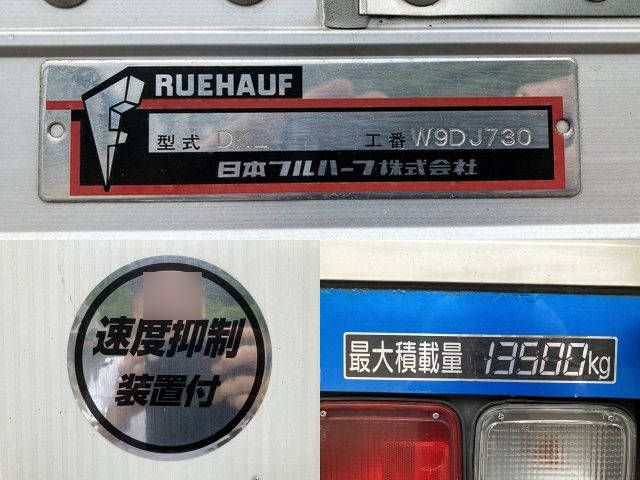 RUEHAUF
型式 工番 W9DJ730
日本フルハーフ株式会社
速度抑制
装置付
最大積載量 13500kg